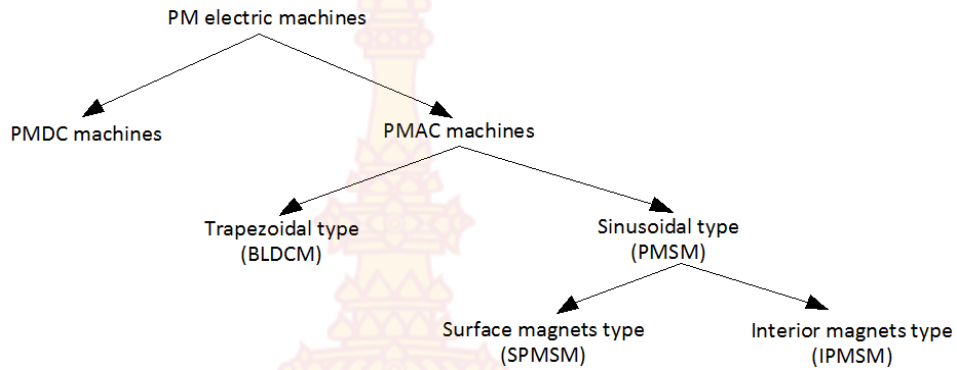 PM electric machines
PMDC machines
PMAC machines
Trapezoidal type
(BLDCM)
Sinusoidal type
(PMSM)
Surface magnets type
(SPMSM)
Interior magnets type
(IPMSM)